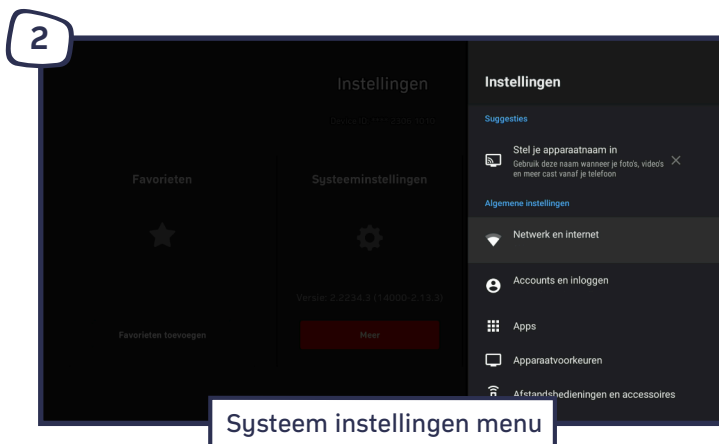 2
Instellingen
Favorieten
Systeeminstellingen
Versie: 2.2234.3 (14000-2.13.3)
Favorieten toevoegen
Meer
Instellingen
Suggesties
Stel je apparaatnaam in
Gebruik deze naam wanneer je foto's, video's
en meer cast vanaf je telefoon
Algemene instellingen
Netwerk en internet
Accounts en inloggen
Apps
Apparaatvoorkeuren
Afstandsbedieningen en accessoires
Systeem instellingen menu